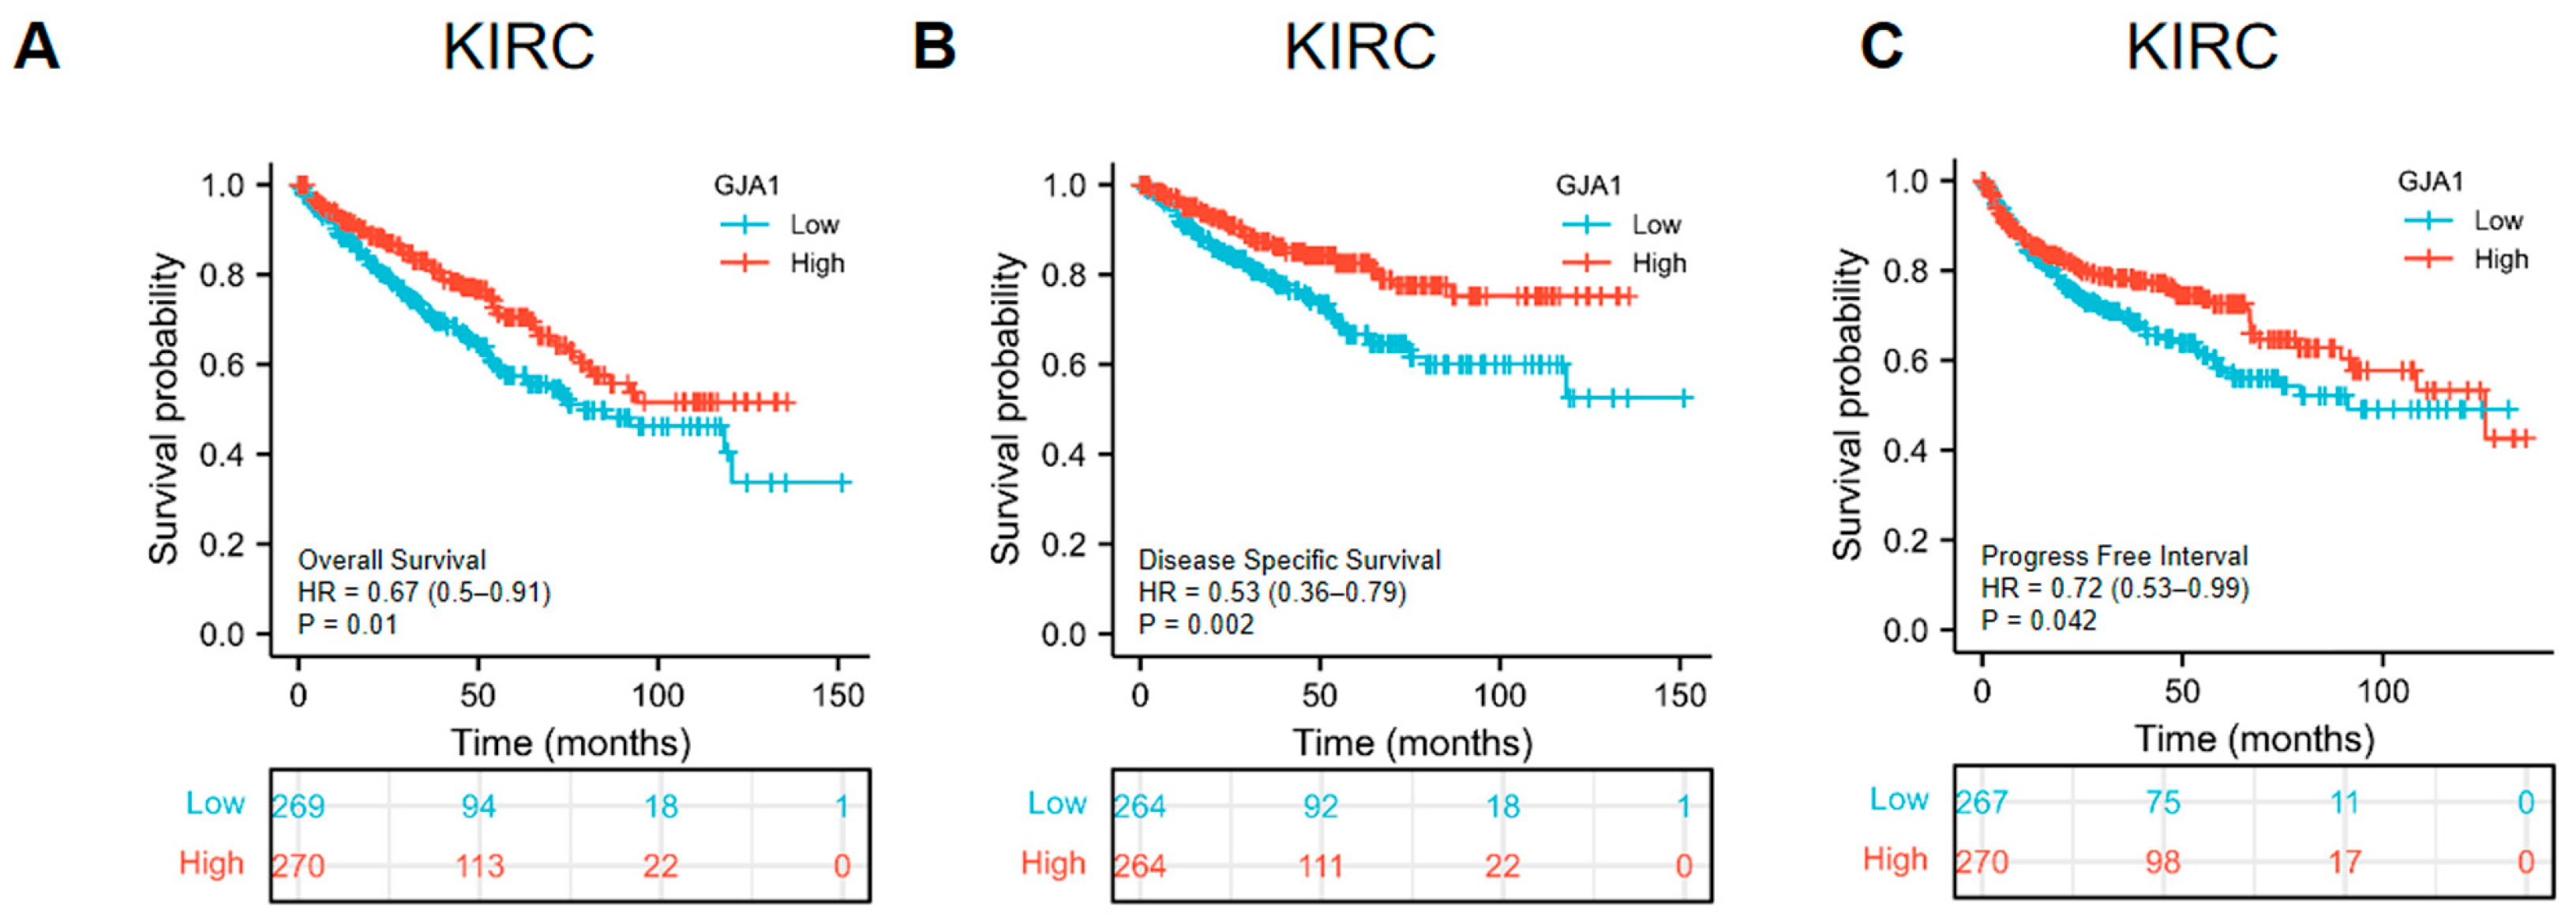 A
KIRC
1.0
0.8
0.6
0.4
0.2
0.0
Survival probability
GJA1
Low
High
Overall Survival
HR = 0.67 (0.5–0.91)
P = 0.01
0 50 100 150
Time (months)
Low 269 94 18 1
High 270 113 22 0
B
KIRC
1.0
0.8
0.6
0.4
0.2
0.0
Survival probability
GJA1
Low
High
Disease Specific Survival
HR = 0.53 (0.36–0.79)
P = 0.002
0 50 100 150
Time (months)
Low 264 92 18 1
High 264 111 22 0
C
KIRC
1.0
0.8
0.6
0.4
0.2
0.0
Survival probability
GJA1
Low
High
Progress Free Interval
HR = 0.72 (0.53–0.99)
P = 0.042
0 50 100
Time (months)
Low 267 75 11 0
High 270 98 17 0